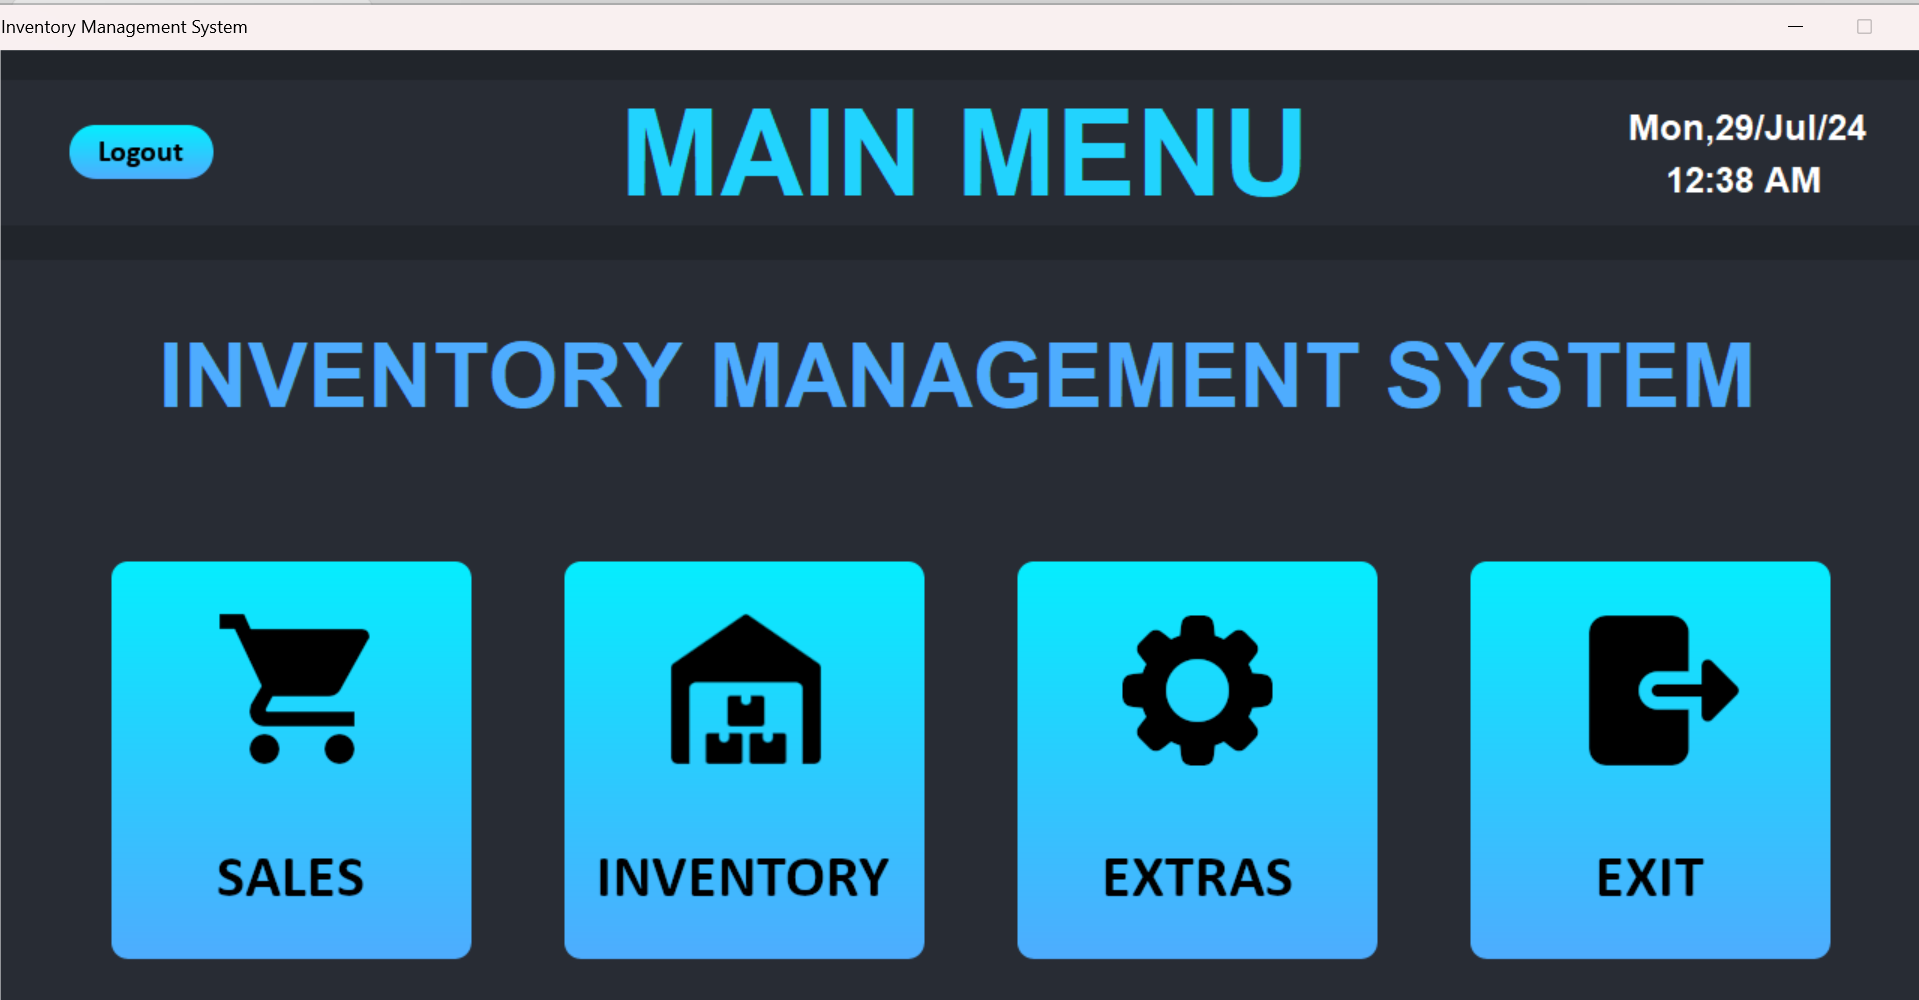 Inventory Management System
Logout
MAIN MENU
Mon,29/Jul/24
12:38 AM
INVENTORY MANAGEMENT SYSTEM
SALES
INVENTORY
EXTRAS
EXIT